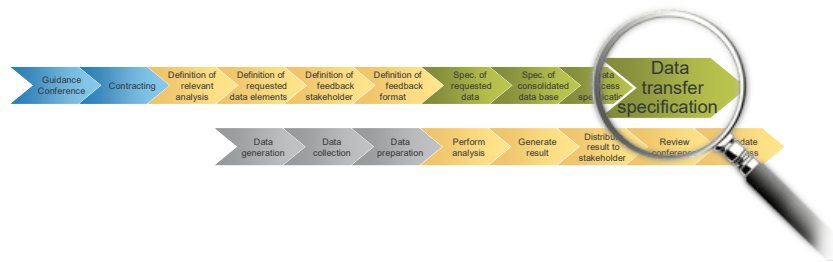 Guidance
Conference
Contracting
Definition of
relevant
analysis
Definition of
requested
data elements
Definition of
feedback
stakeholder
Definition of
feedback
format
Spec. of
requested
data
Spec. of
consolidated
data base
Data
transfer
specification
Data
generation
Data
collection
Data
preparation
Perform
analysis
Generate
result
result to
stakeholder
Review